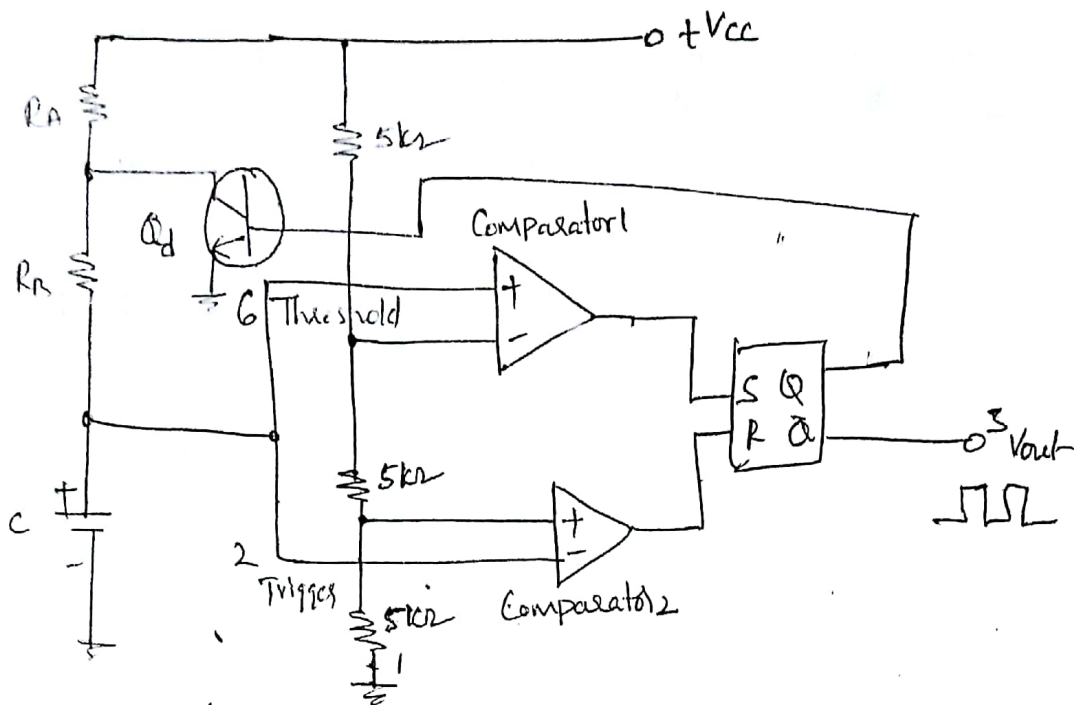 +Vcc
RA
5kΩ
Comparator1
Qd
RB
6 Threshold
+
-
S Q
R Q̅
3 Vout
5kΩ
+
C
-
+
-
2 Trigger
Comparator2
5kΩ
1